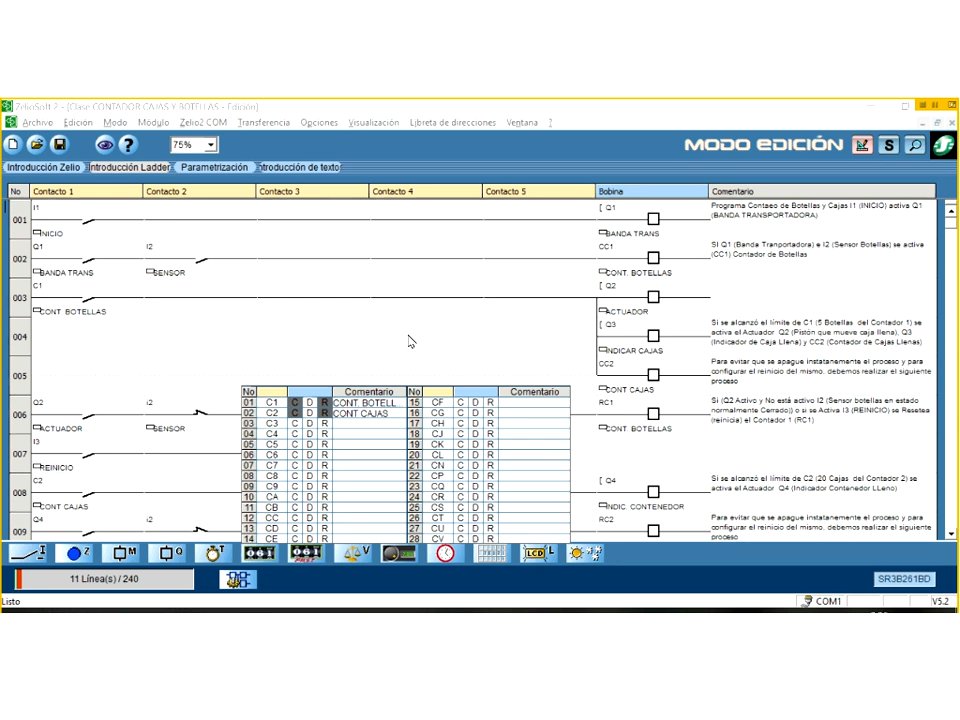 ZelioSoft 2 - [Clase CONTADOR CAJAS Y BOTELLAS - Edición]
Archivo Edición Modo Módulo Zelio2 COM Transferencia Opciones Visualización Libreta de direcciones Ventana ?
75% MODO EDICIÓN S
Introducción Zelio Introducción Ladder Parametrización ntroducción de textos
No Contacto 1 Contacto 2 Contacto 3 Contacto 4 Contacto 5 Bobina Comentario
I1 [ Q1 Programa Contaeo de Botellas y Cajas I1 (INICIO) activa Q1
001 (BANDA TRANSPORTADORA)
INICIO BANDA TRANS
Q1 I2 CC1 SI Q1 (Banda Tranportadora) e I2 (Sensor Botellas) se activa
002 (CC1) Contador de Botellas
BANDA TRANS SENSOR CONT. BOTELLAS
C1 [ Q2
003
CONT BOTELLAS ACTUADOR
[ Q3 Si se alcanzó el límite de C1 (5 Botellas del Contador 1) se
004 activa el Actuador Q2 (Pistón que mueve caja llena), Q3
(Indicador de Caja Llena) y CC2 (Contador de Cajas Llenas)
INDICAR CAJAS
CC2 Para evitar que se apague instatanemente el proceso y para
005 configurar el reinicio del mismo. debemos realizar el siguiente
proceso
CONT CAJAS
Q2 i2 RC1 Si (Q2 Activo y No está activo I2 (Sensor botellas en estado
006 normalmente Cerrado)) o si se Activa I3 (REINICIO) se Resetea
(reinicia) el Contador 1 (RC1)
ACTUADOR SENSOR CONT BOTELLAS
I3
007
REINICIO
C2 [ Q4 Si se alcanzó el límite de C2 (20 Cajas del Contador 2) se
008 activa el Actuador Q4 (Indicador Contenedor LLeno)
CONT CAJAS INDIC. CONTENEDOR
Q4 i2 RC2 Para evitar que se apague instatanemente el proceso y para
009 configurar el reinicio del mismo. debemos realizar el siguiente
proceso
No Comentario No Comentario
01 C1 C D R CONT. BOTELL 15 CF C D R
02 C2 C D R CONT CAJAS 16 CG C D R
03 C3 C D R 17 CH C D R
04 C4 C D R 18 CJ C D R
05 C5 C D R 19 CK C D R
06 C6 C D R 20 CL C D R
07 C7 C D R 21 CN C D R
08 C8 C D R 22 CP C D R
09 C9 C D R 23 CQ C D R
10 CA C D R 24 CR C D R
11 CB C D R 25 CS C D R
12 CC C D R 26 CT C D R
13 CD C D R 27 CU C D R
14 CE C D R 28 CV C D R
I Z M Q T V LCD L
11 Línea(s) / 240 SR3B261BD
Listo COM1 V5.2